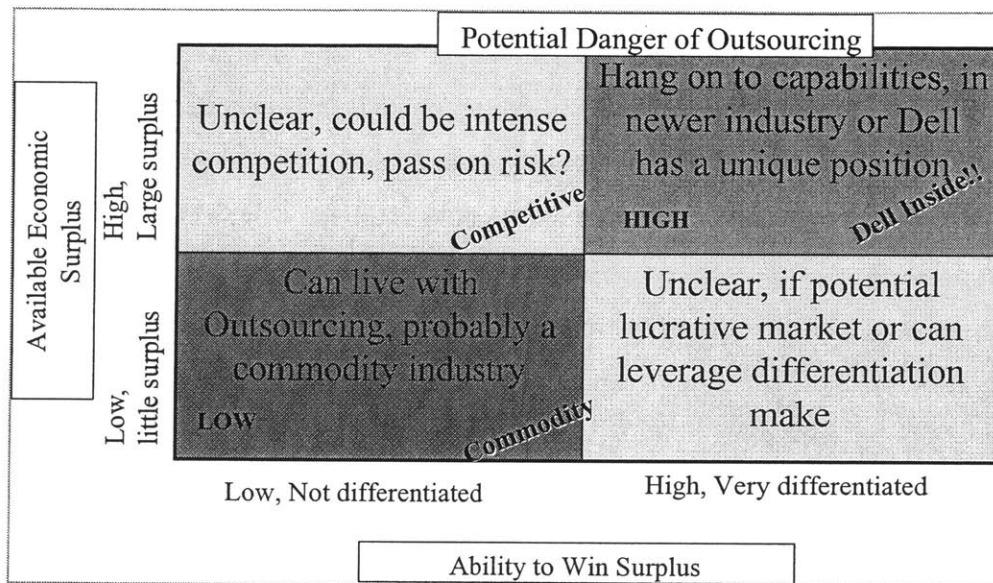 Potential Danger of Outsourcing
Available Economic
Surplus
High,
Large surplus
Low,
little surplus
Unclear, could be intense
competition, pass on risk?
Competitive
Hang on to capabilities, in
newer industry or Dell
has a unique position
HIGH
Dell Inside!!
Can live with
Outsourcing, probably a
commodity industry
LOW
Commodity
Unclear, if potential
lucrative market or can
leverage differentiation
make
Low, Not differentiated
High, Very differentiated
Ability to Win Surplus